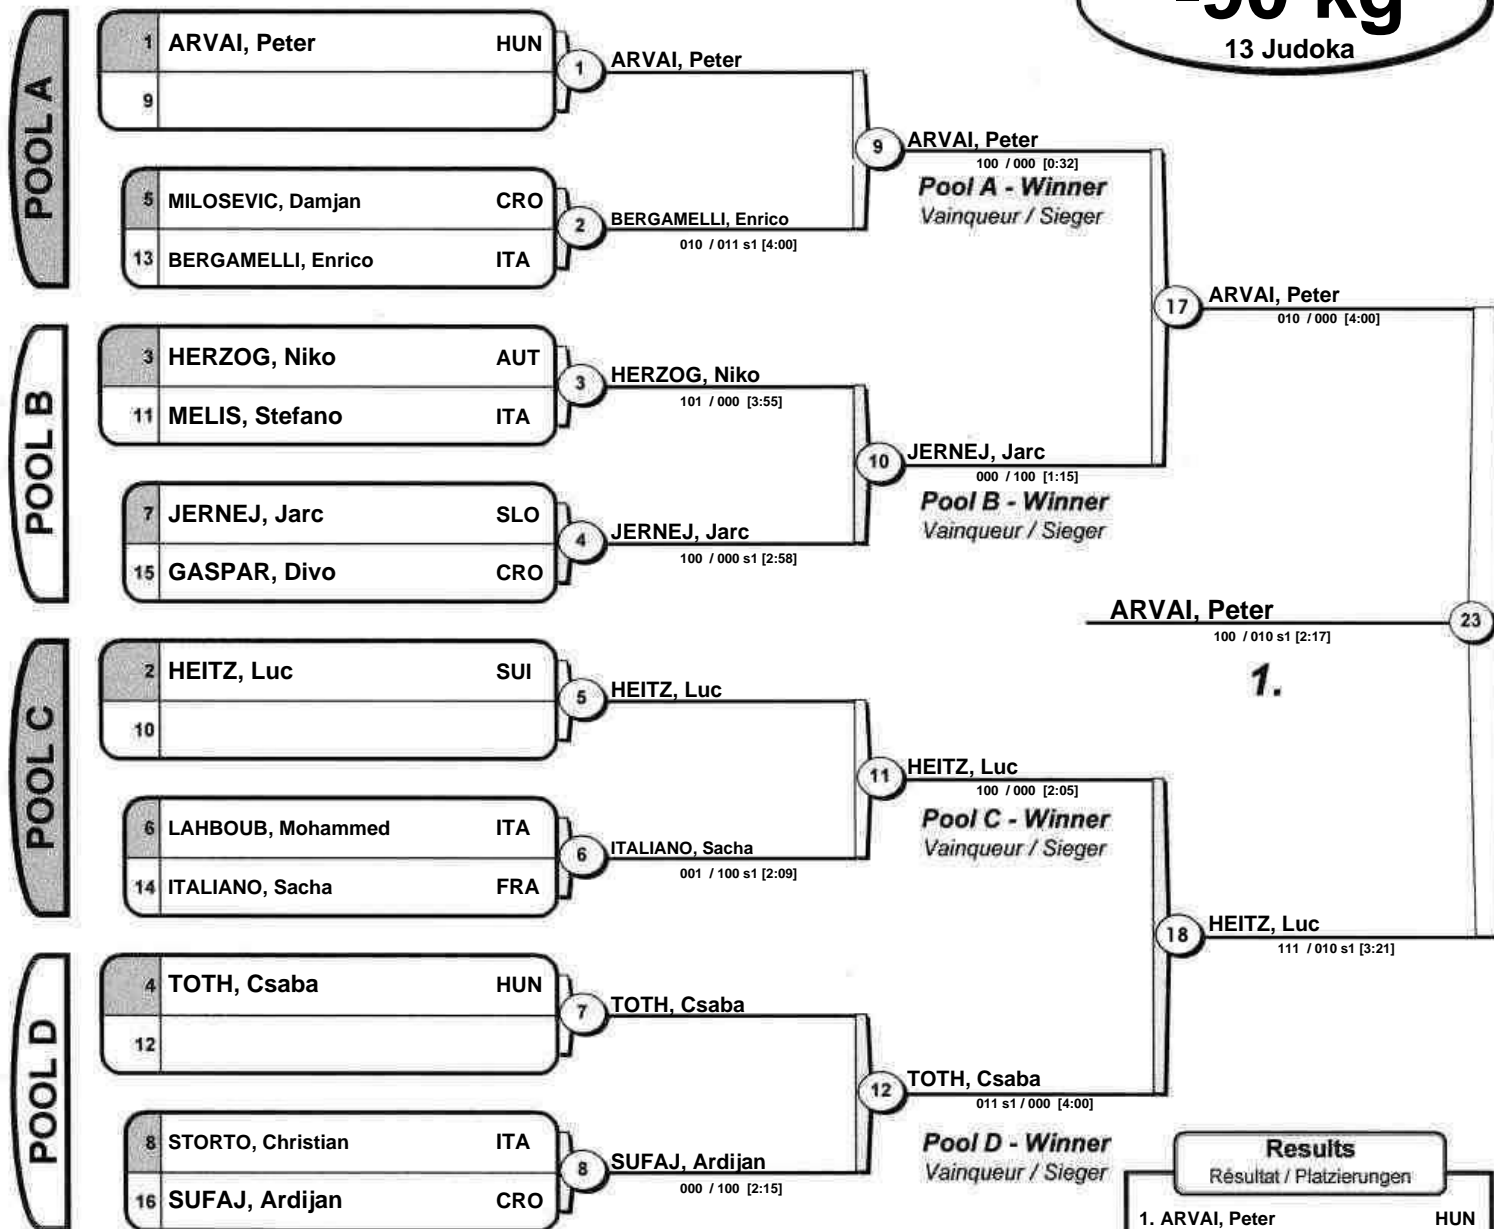 -90 kg
13 Judoka
POOL A
1 ARVAI, Peter HUN
9
1 ARVAI, Peter
5 MILOSEVIC, Damjan CRO
13 BERGAMELLI, Enrico ITA
2 BERGAMELLI, Enrico
010 / 011 s1 [4:00]
9 ARVAI, Peter
100 / 000 [0:32]
Pool A - Winner
Vainqueur / Sieger
POOL B
3 HERZOG, Niko AUT
11 MELIS, Stefano ITA
3 HERZOG, Niko
101 / 000 [3:55]
7 JERNEJ, Jarc SLO
15 GASPAR, Divo CRO
4 JERNEJ, Jarc
100 / 000 s1 [2:58]
10 JERNEJ, Jarc
000 / 100 [1:15]
Pool B - Winner
Vainqueur / Sieger
17 ARVAI, Peter
010 / 000 [4:00]
ARVAI, Peter 23
100 / 010 s1 [2:17]
1.
POOL C
2 HEITZ, Luc SUI
10
5 HEITZ, Luc
6 LAHBOUB, Mohammed ITA
14 ITALIANO, Sacha FRA
6 ITALIANO, Sacha
001 / 100 s1 [2:09]
11 HEITZ, Luc
100 / 000 [2:05]
Pool C - Winner
Vainqueur / Sieger
18 HEITZ, Luc
111 / 010 s1 [3:21]
POOL D
4 TOTH, Csaba HUN
12
7 TOTH, Csaba
8 STORTO, Christian ITA
16 SUFAJ, Ardijan CRO
8 SUFAJ, Ardijan
000 / 100 [2:15]
12 TOTH, Csaba
011 s1 / 000 [4:00]
Pool D - Winner
Vainqueur / Sieger
Results
Résultat / Platzierungen
1. ARVAI, Peter HUN